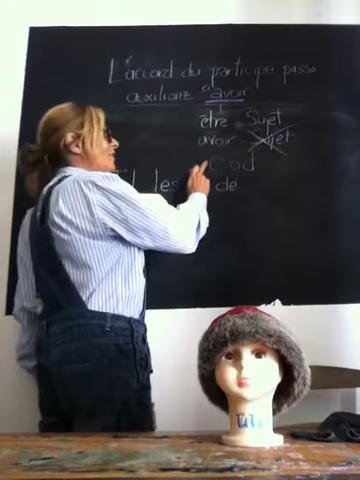 L'accord du participe passé
auxiliaire "avoir
être = Sujet
avoir Sujet
Cod
les de